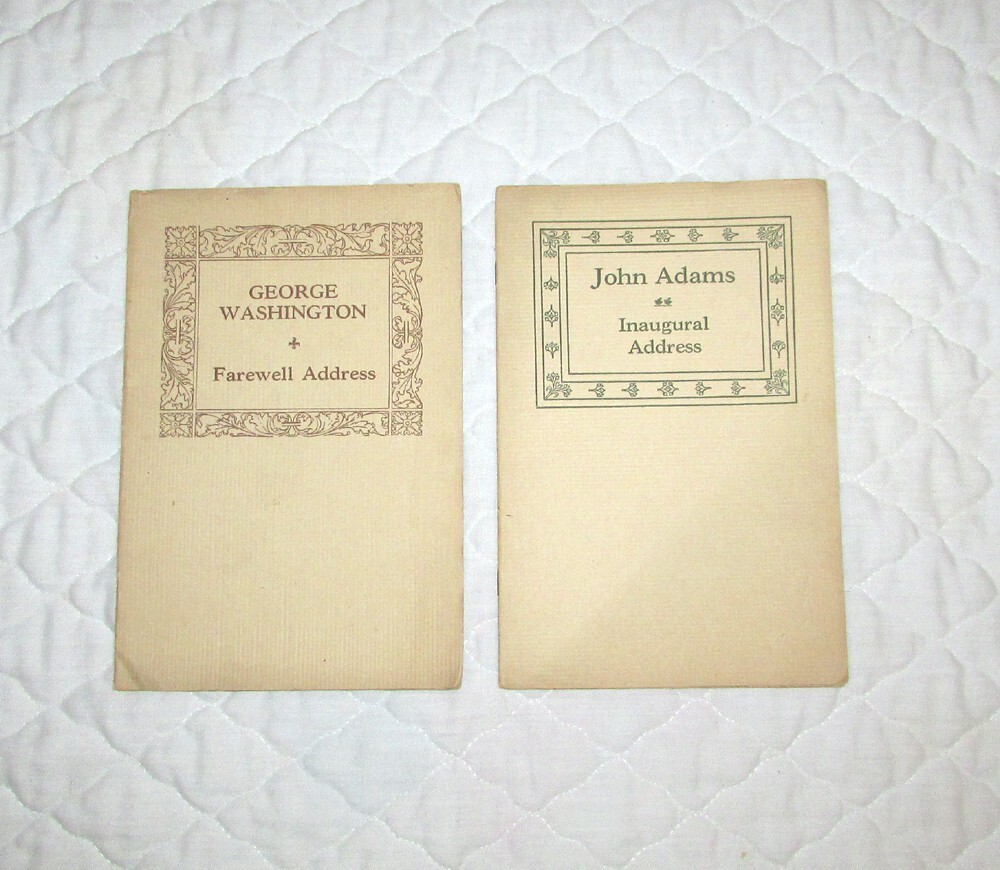 GEORGE
WASHINGTON
Farewell Address
John Adams
Inaugural
Address